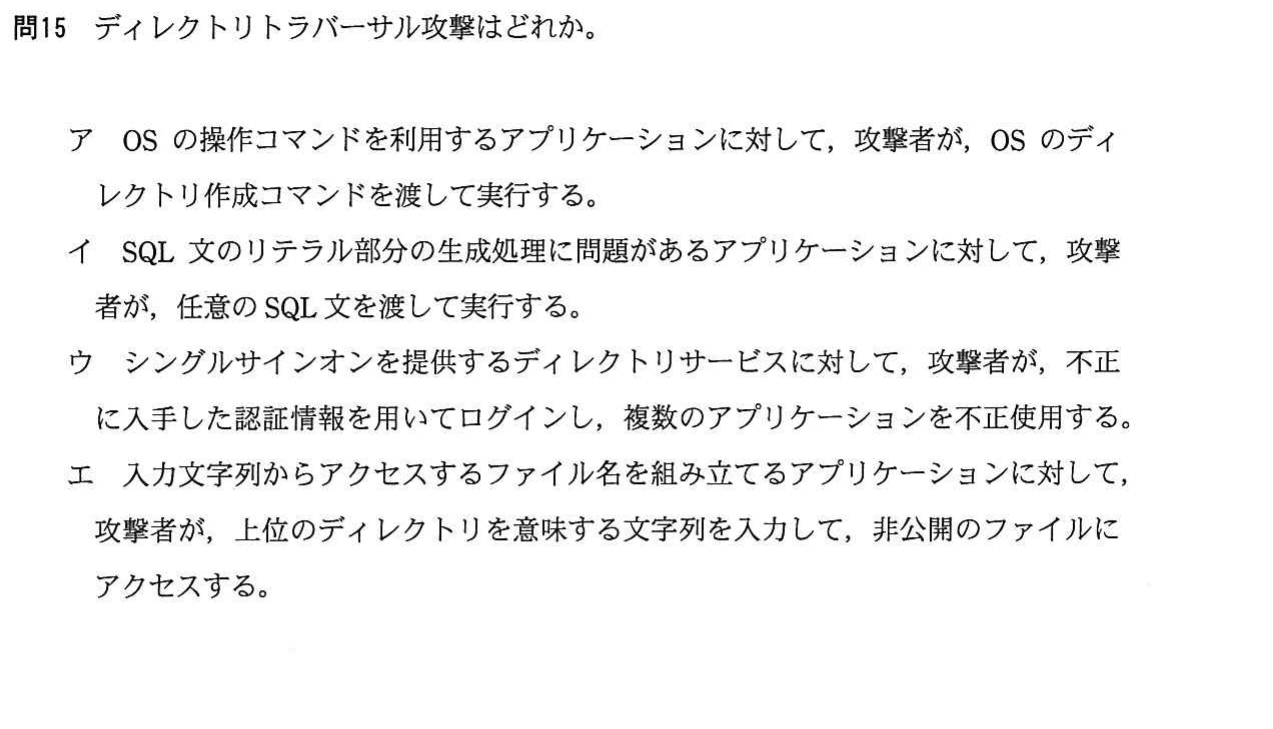 問15 ディレクトリトラバーサル攻撃はどれか。
ア OS の操作コマンドを利用するアプリケーションに対して，攻撃者が，OS のディ
レクトリ作成コマンドを渡して実行する。
イ SQL 文のリテラル部分の生成処理に問題があるアプリケーションに対して，攻撃
者が，任意の SQL 文を渡して実行する。
ウ シングルサインオンを提供するディレクトリサービスに対して，攻撃者が，不正
に入手した認証情報を用いてログインし，複数のアプリケーションを不正使用する。
エ 入力文字列からアクセスするファイル名を組み立てるアプリケーションに対して，
攻撃者が，上位のディレクトリを意味する文字列を入力して，非公開のファイルに
アクセスする。